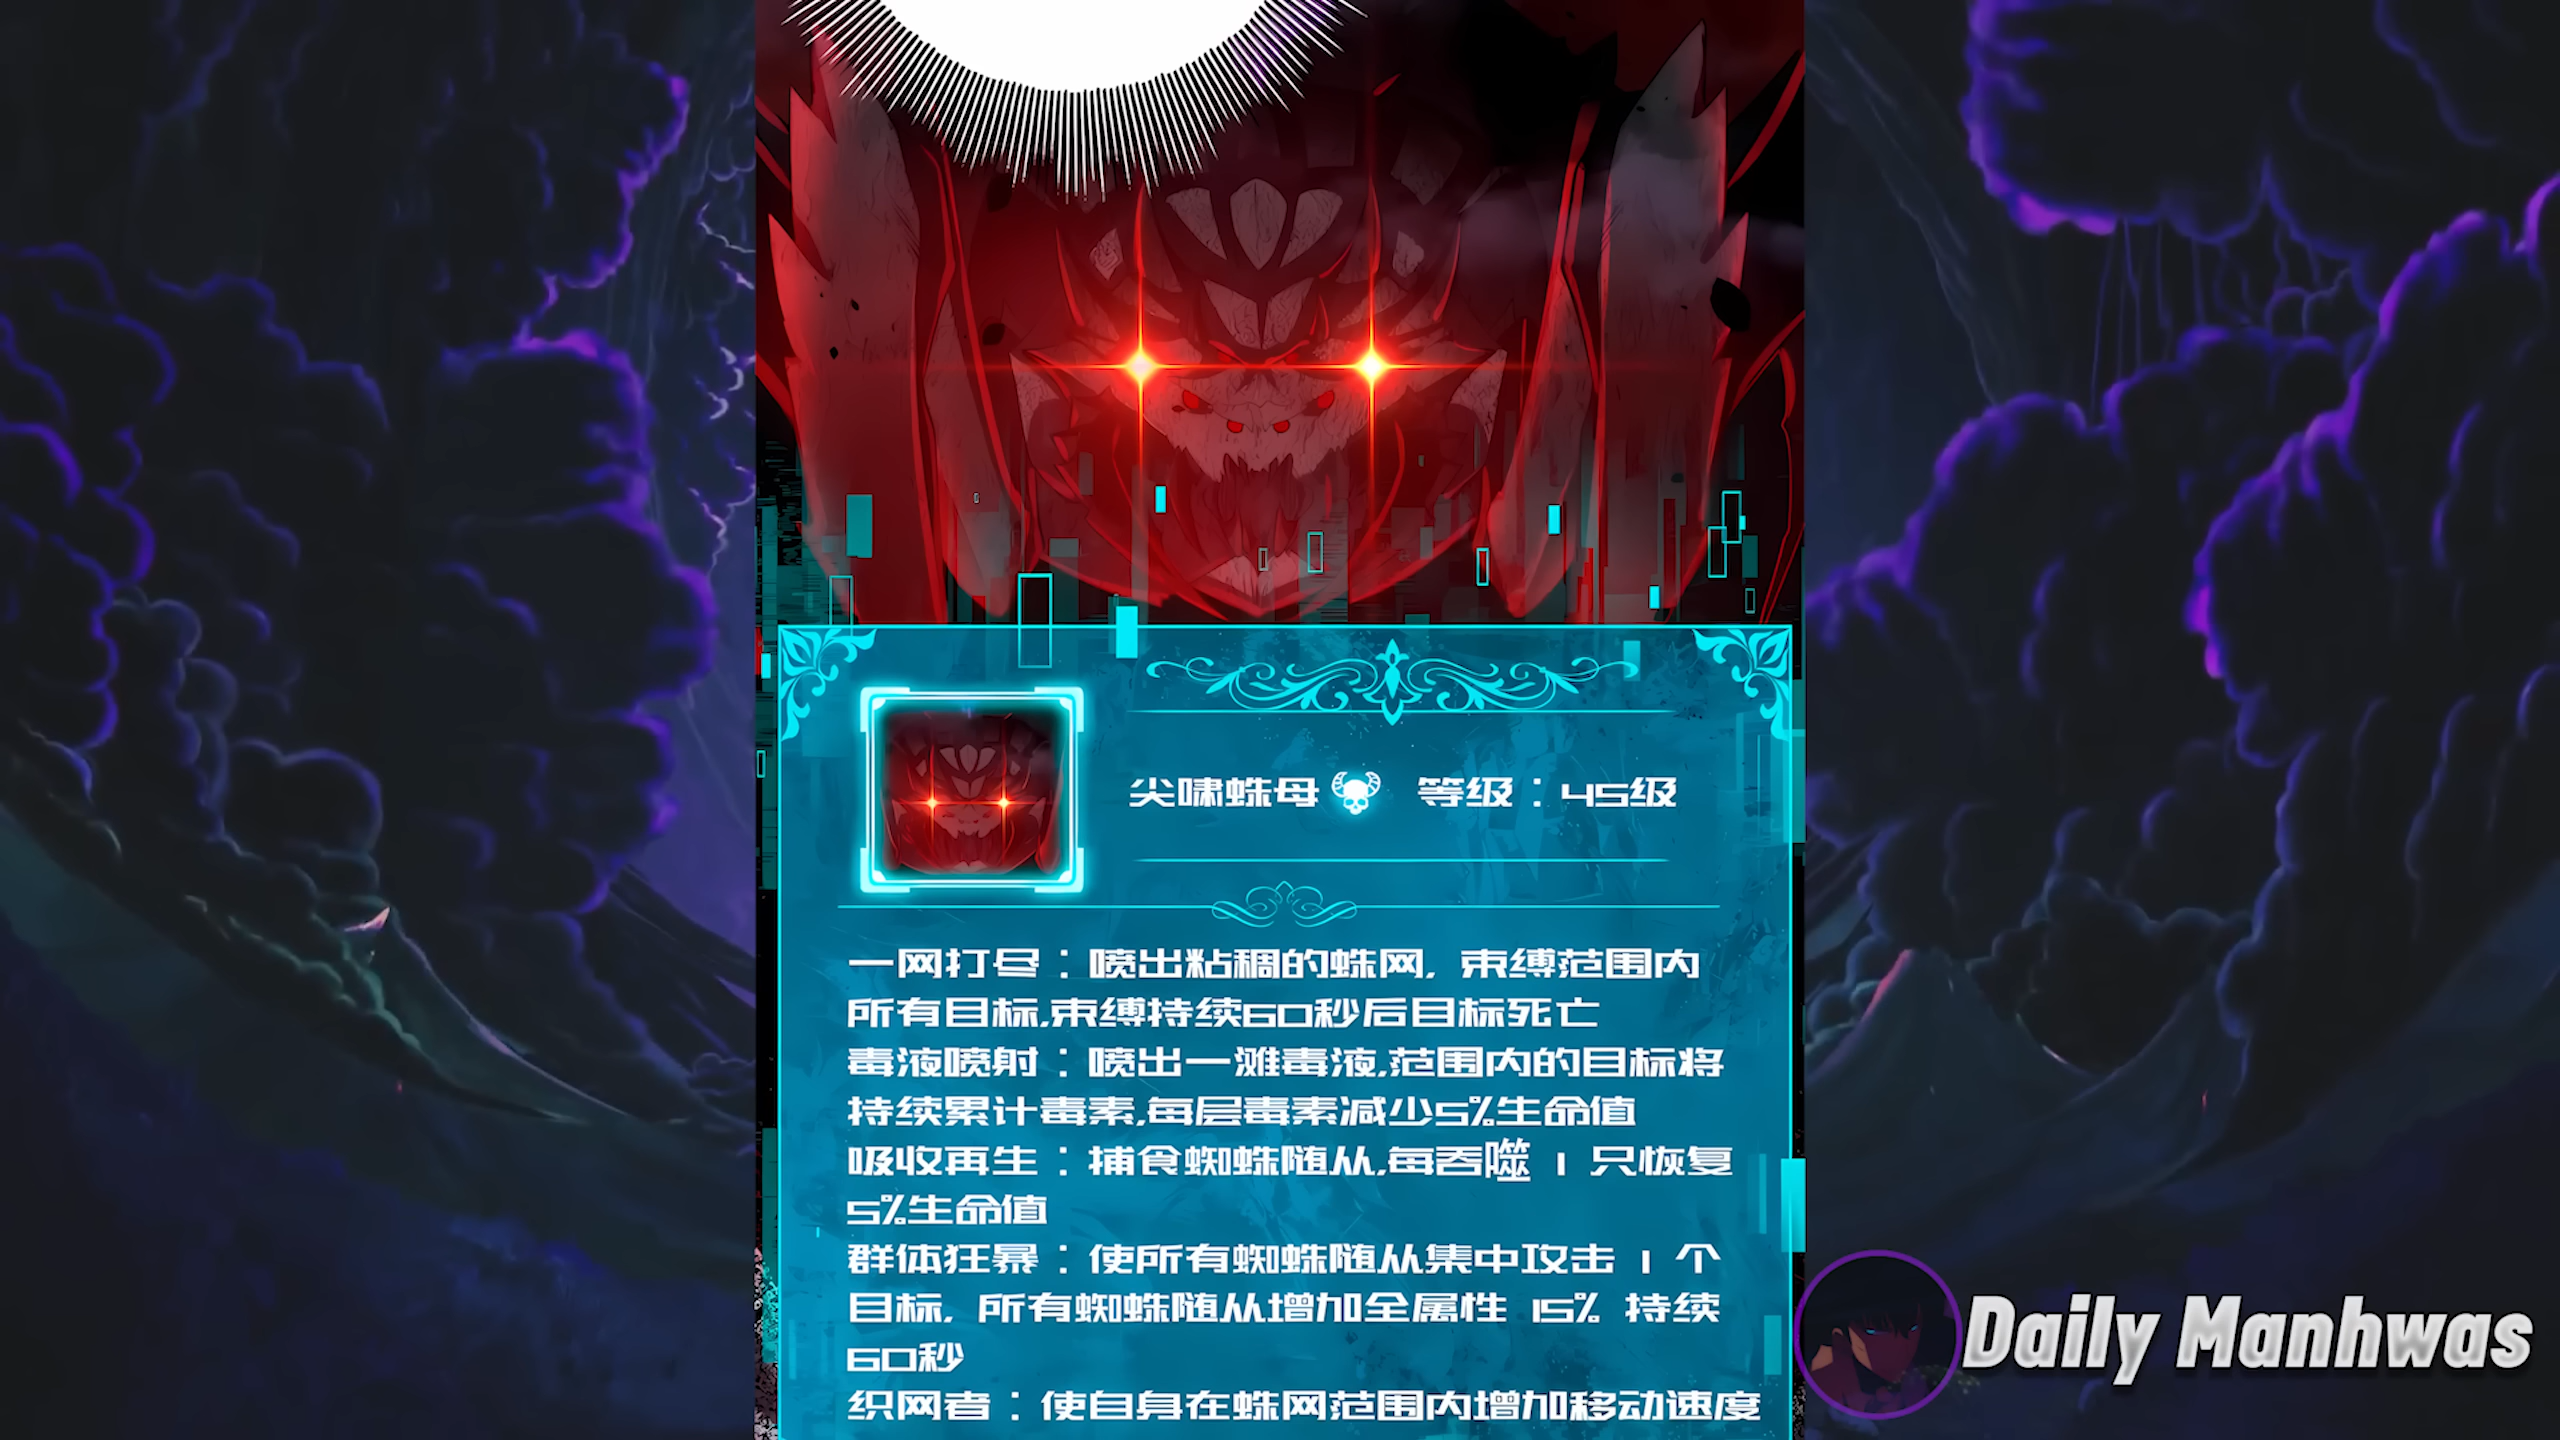 尖啸蛛母 等级：45级
一网打尽：喷出粘稠的蛛网，束缚范围内
所有目标,束缚持续60秒后目标死亡
毒液喷射：喷出一滩毒液,范围内的目标将
持续累计毒素,每层毒素减少5%生命值
吸收再生：捕食蜘蛛随从,每吞噬 1 只恢复
5%生命值
群体狂暴：使所有蜘蛛随从集中攻击 1 个
目标，所有蜘蛛随从增加全属性 15% 持续
60秒
织网者：使自身在蛛网范围内增加移动速度
Daily Manhwas